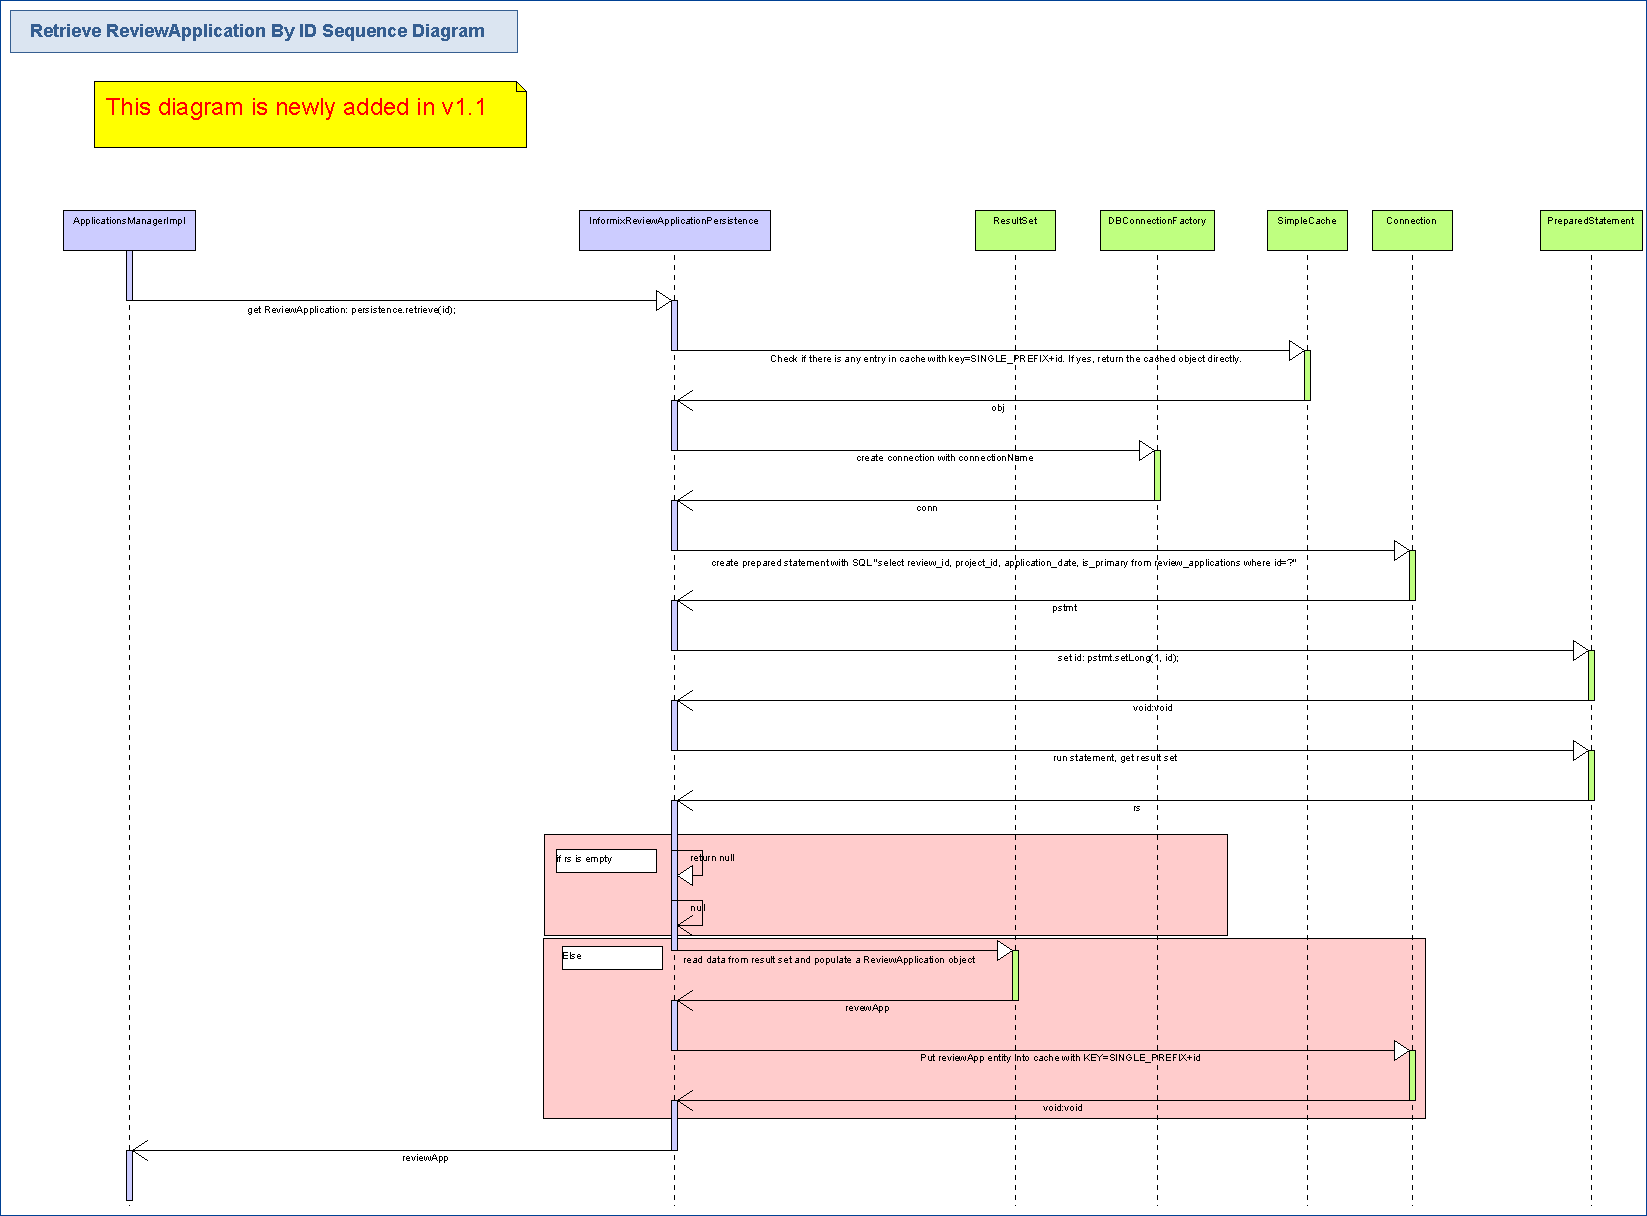 Retrieve ReviewApplication By ID Sequence Diagram
This diagram is newly added in v1.1
ApplicationsManagerImpl
InformixReviewApplicationPersistence
ResultSet
DBConnectionFactory
SimpleCache
Connection
PreparedStatement
get ReviewApplication: persistence.retrieve(id);
Check if there is any entry in cache with key=SINGLE_PREFIX+id. If yes, return the cached object directly.
obj
create connection with connectionName
conn
create prepared statement with SQL "select review_id, project_id, application_date, is_primary from review_applications where id=?"
pstmt
set id: pstmt.setLong(1, id);
void:void
run statement, get result set
rs
if rs is empty
return null
null
Else
read data from result set and populate a ReviewApplication object
revewApp
Put reviewApp entity Into cache with KEY=SINGLE_PREFIX+id
void:void
reviewApp